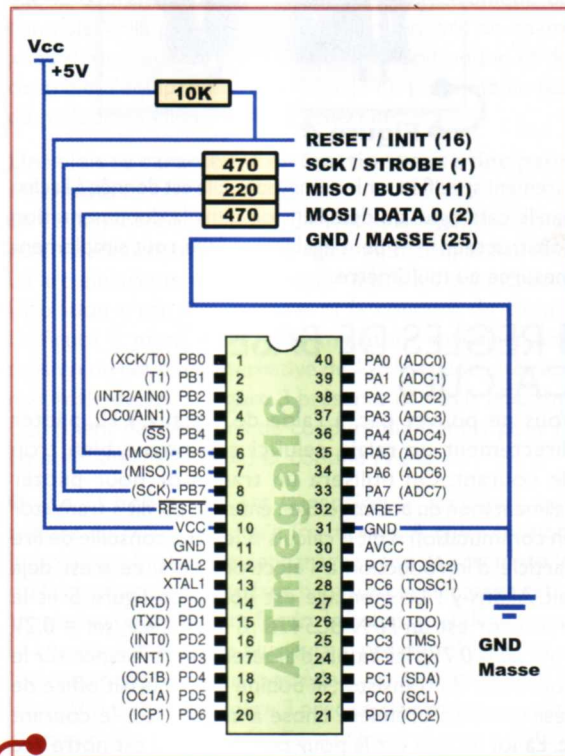 Vcc
+5V
10K
RESET / INIT (16)
470 SCK / STROBE (1)
220 MISO / BUSY (11)
470 MOSI / DATA 0 (2)
GND / MASSE (25)
(XCK/T0) PB0 1 40 PA0 (ADC0)
(T1) PB1 2 39 PA1 (ADC1)
(INT2/AIN0) PB2 3 38 PA2 (ADC2)
(OC0/AIN1) PB3 4 37 PA3 (ADC3)
(SS) PB4 5 36 PA4 (ADC4)
(MOSI) PB5 6 35 PA5 (ADC5)
(MISO) PB6 7 34 PA6 (ADC6)
(SCK) PB7 8 33 PA7 (ADC7)
RESET 9 32 AREF
VCC 10 31 GND
GND 11 30 AVCC
XTAL2 12 29 PC7 (TOSC2)
XTAL1 13 28 PC6 (TOSC1)
(RXD) PD0 14 27 PC5 (TDI)
(TXD) PD1 15 26 PC4 (TDO)
(INT0) PD2 16 25 PC3 (TMS)
(INT1) PD3 17 24 PC2 (TCK)
(OC1B) PD4 18 23 PC1 (SDA)
(OC1A) PD5 19 22 PC0 (SCL)
(ICP1) PD6 20 21 PD7 (OC2)
ATmega16
GND
Masse